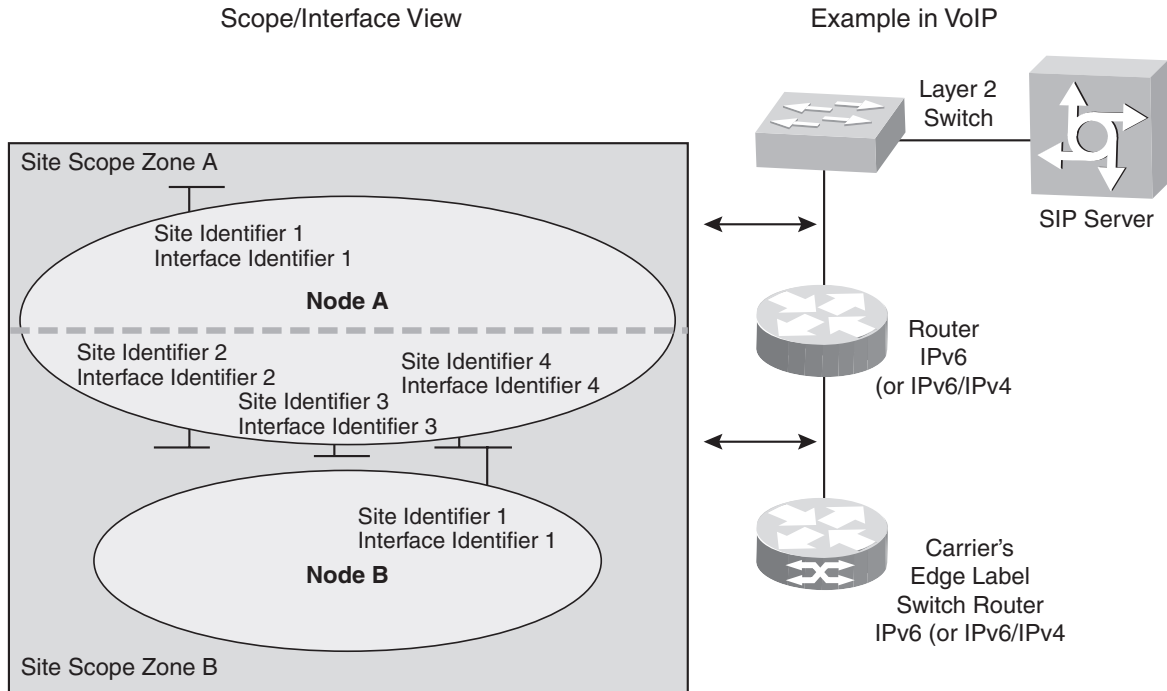 Scope/Interface View
Example in VoIP
Layer 2
Switch
SIP Server
Site Scope Zone A
Site Identifier 1
Interface Identifier 1
Node A
Site Identifier 2
Interface Identifier 2
Site Identifier 4
Interface Identifier 4
Site Identifier 3
Interface Identifier 3
Router
IPv6
(or IPv6/IPv4
Site Identifier 1
Interface Identifier 1
Node B
Carrier's
Edge Label
Switch Router
IPv6 (or IPv6/IPv4
Site Scope Zone B